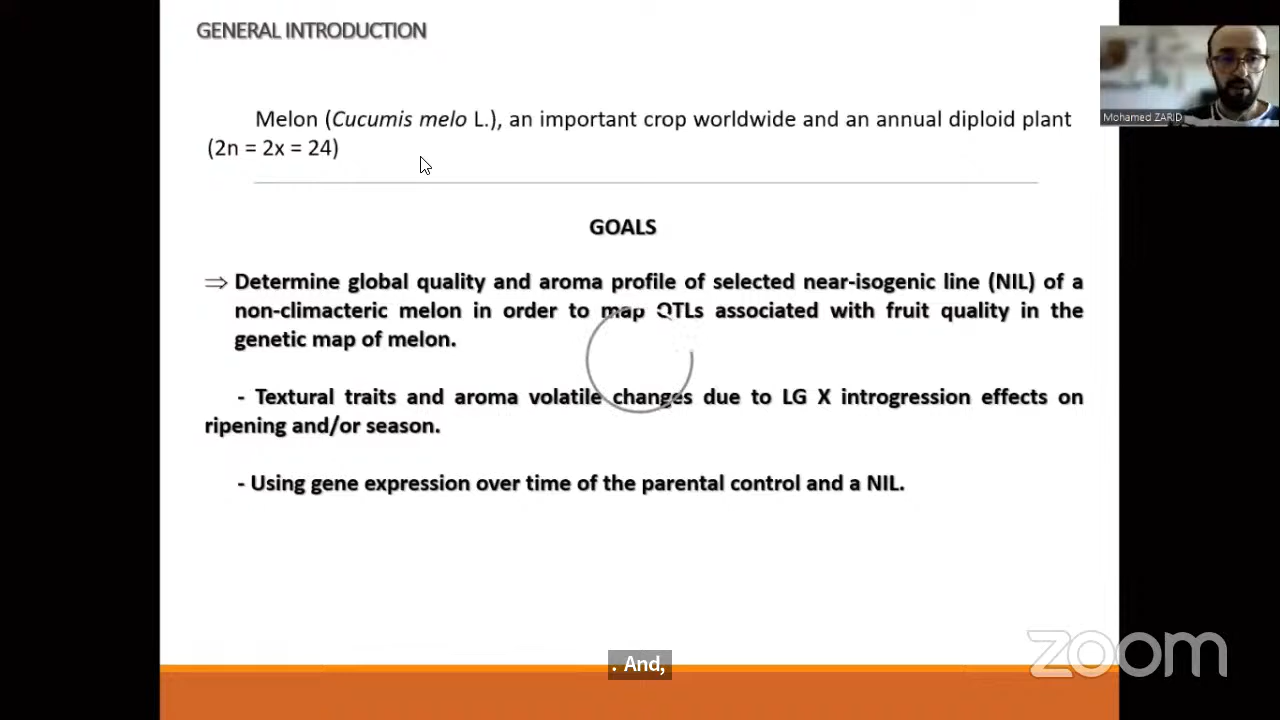 GENERAL INTRODUCTION
Mohamed ZARID
Melon (Cucumis melo L.), an important crop worldwide and an annual diploid plant
(2n = 2x = 24)
GOALS
⇒ Determine global quality and aroma profile of selected near-isogenic line (NIL) of a
non-climacteric melon in order to map QTLs associated with fruit quality in the
genetic map of melon.
- Textural traits and aroma volatile changes due to LG X introgression effects on
ripening and/or season.
- Using gene expression over time of the parental control and a NIL.
zoom
. And,